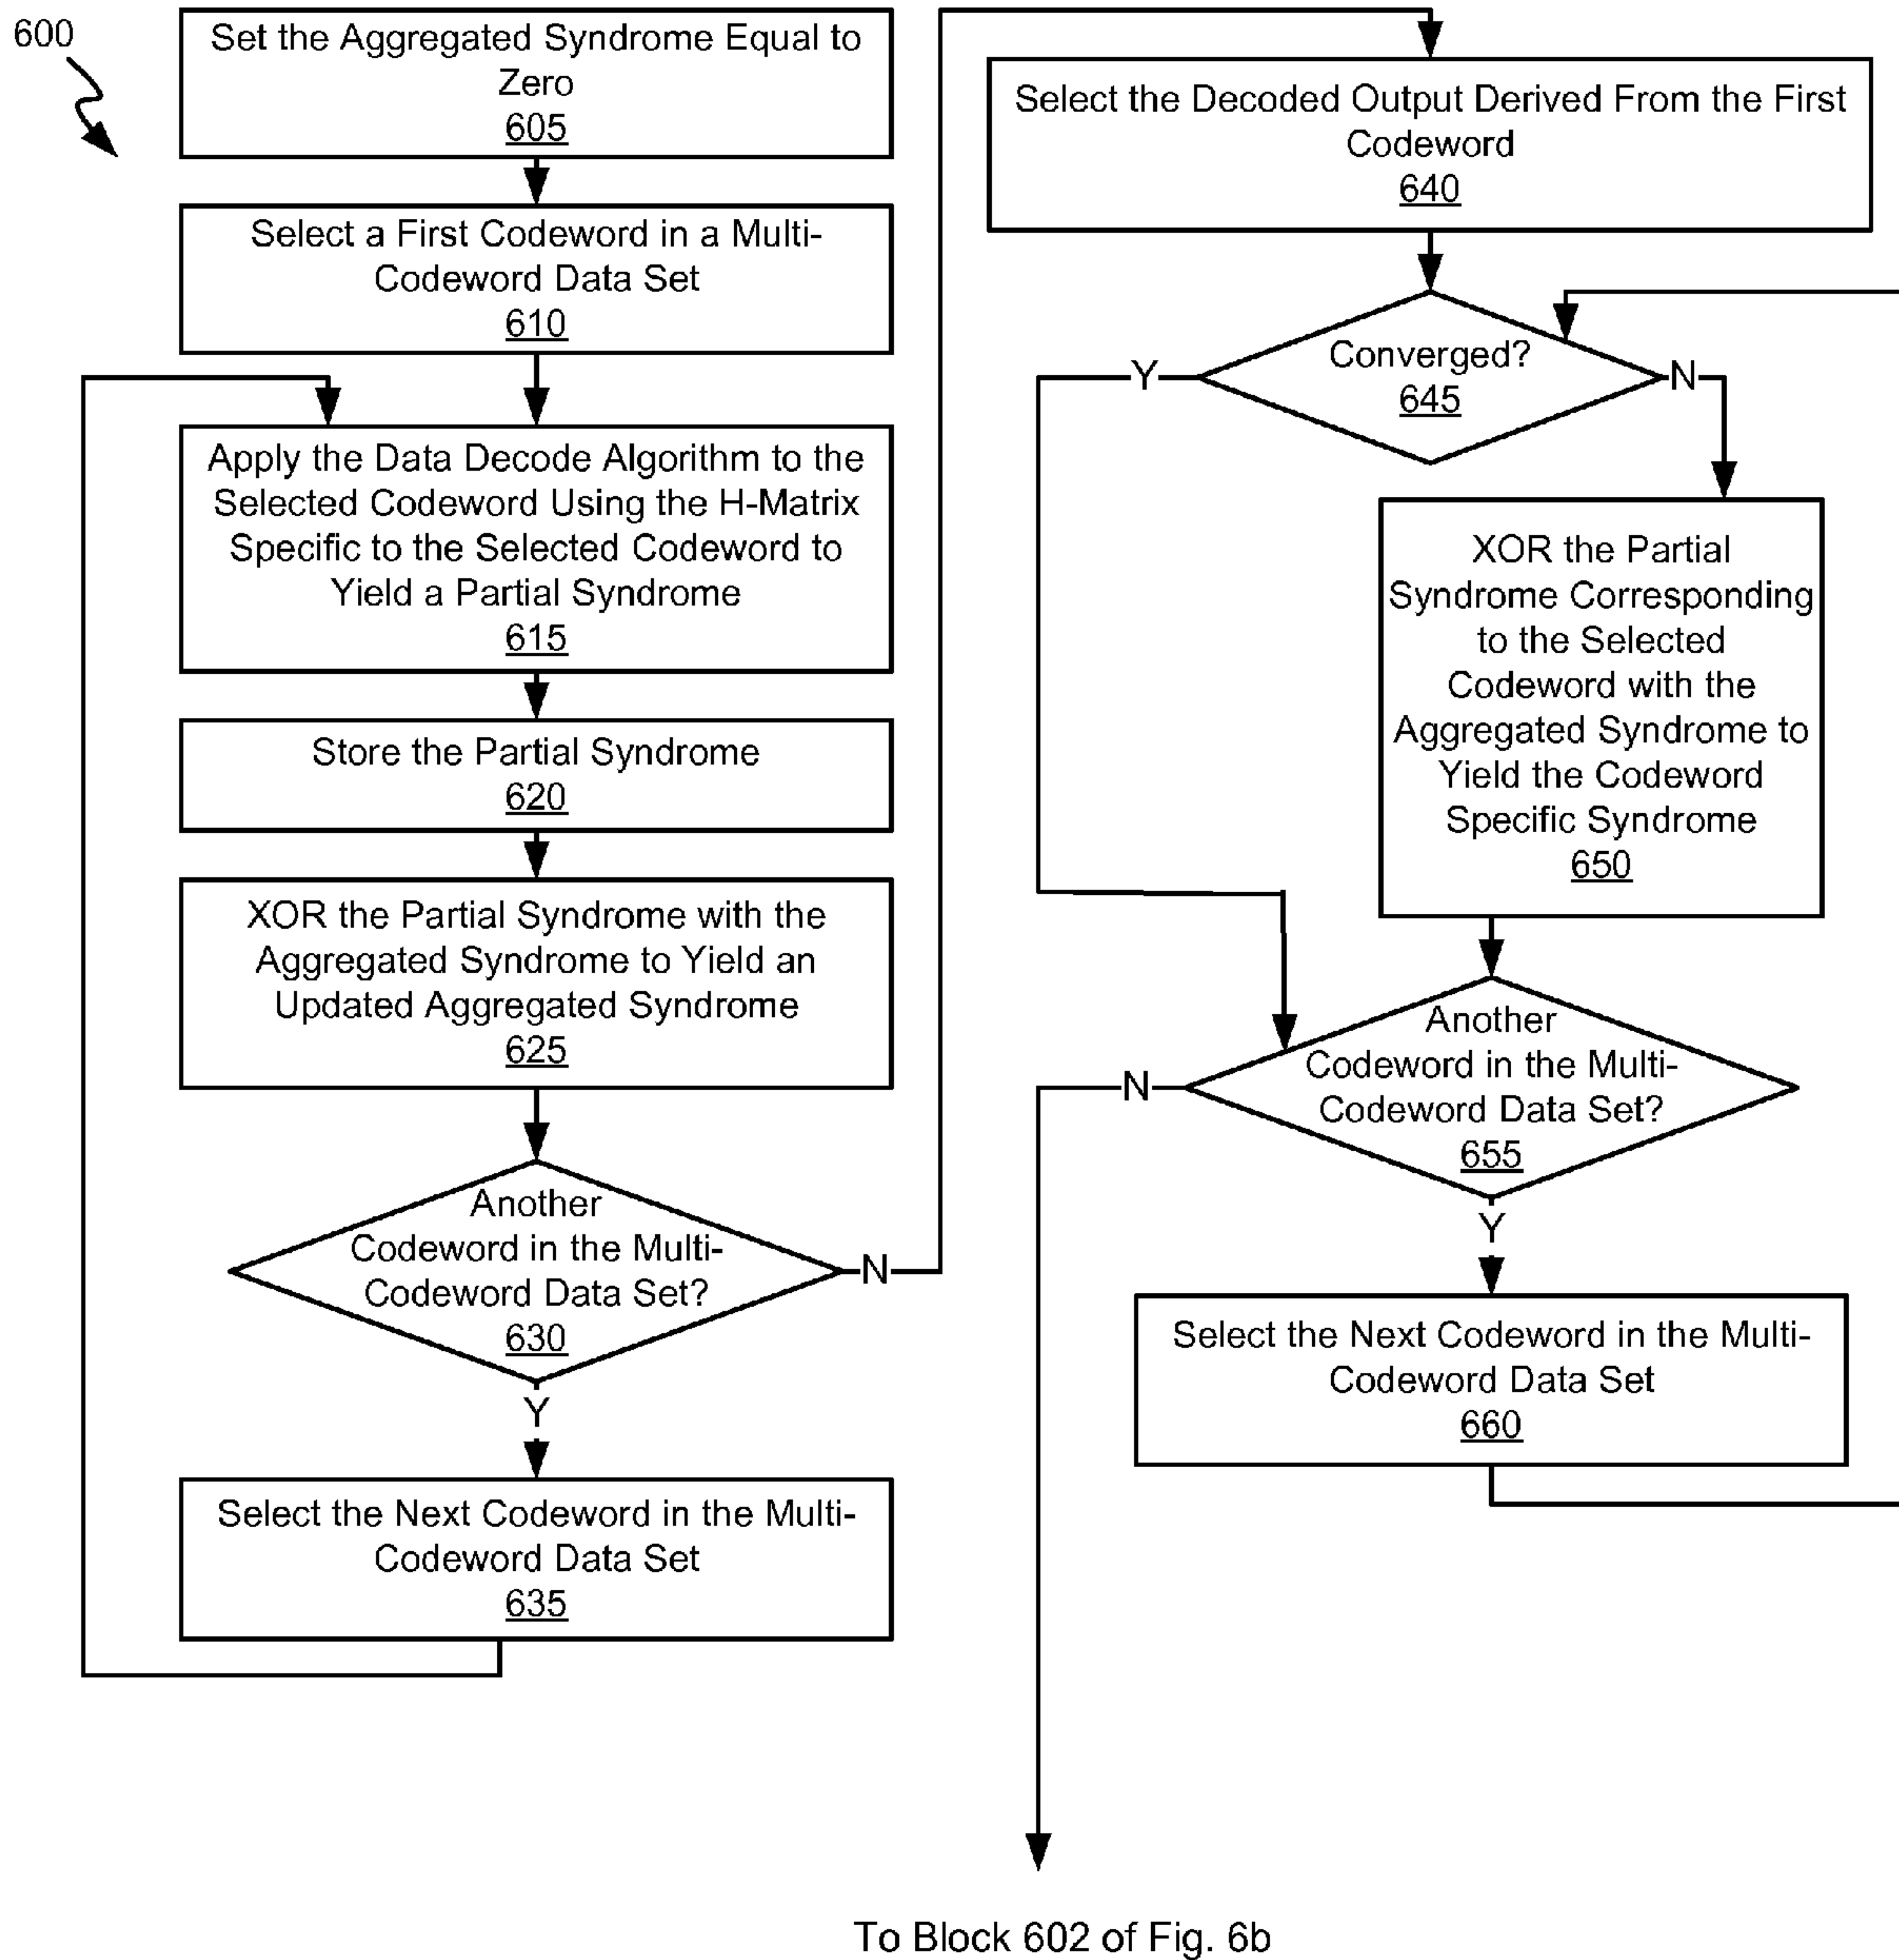 600
Set the Aggregated Syndrome Equal to
Zero
605
Select a First Codeword in a Multi-
Codeword Data Set
610
Apply the Data Decode Algorithm to the
Selected Codeword Using the H-Matrix
Specific to the Selected Codeword to
Yield a Partial Syndrome
615
Store the Partial Syndrome
620
XOR the Partial Syndrome with the
Aggregated Syndrome to Yield an
Updated Aggregated Syndrome
625
Another
Codeword in the Multi-
Codeword Data Set?
630
N
Y
Select the Next Codeword in the Multi-
Codeword Data Set
635
Select the Decoded Output Derived From the First
Codeword
640
Converged?
645
Y
N
XOR the Partial
Syndrome Corresponding
to the Selected
Codeword with the
Aggregated Syndrome to
Yield the Codeword
Specific Syndrome
650
Another
Codeword in the Multi-
Codeword Data Set?
655
N
Y
Select the Next Codeword in the Multi-
Codeword Data Set
660
To Block 602 of Fig. 6b